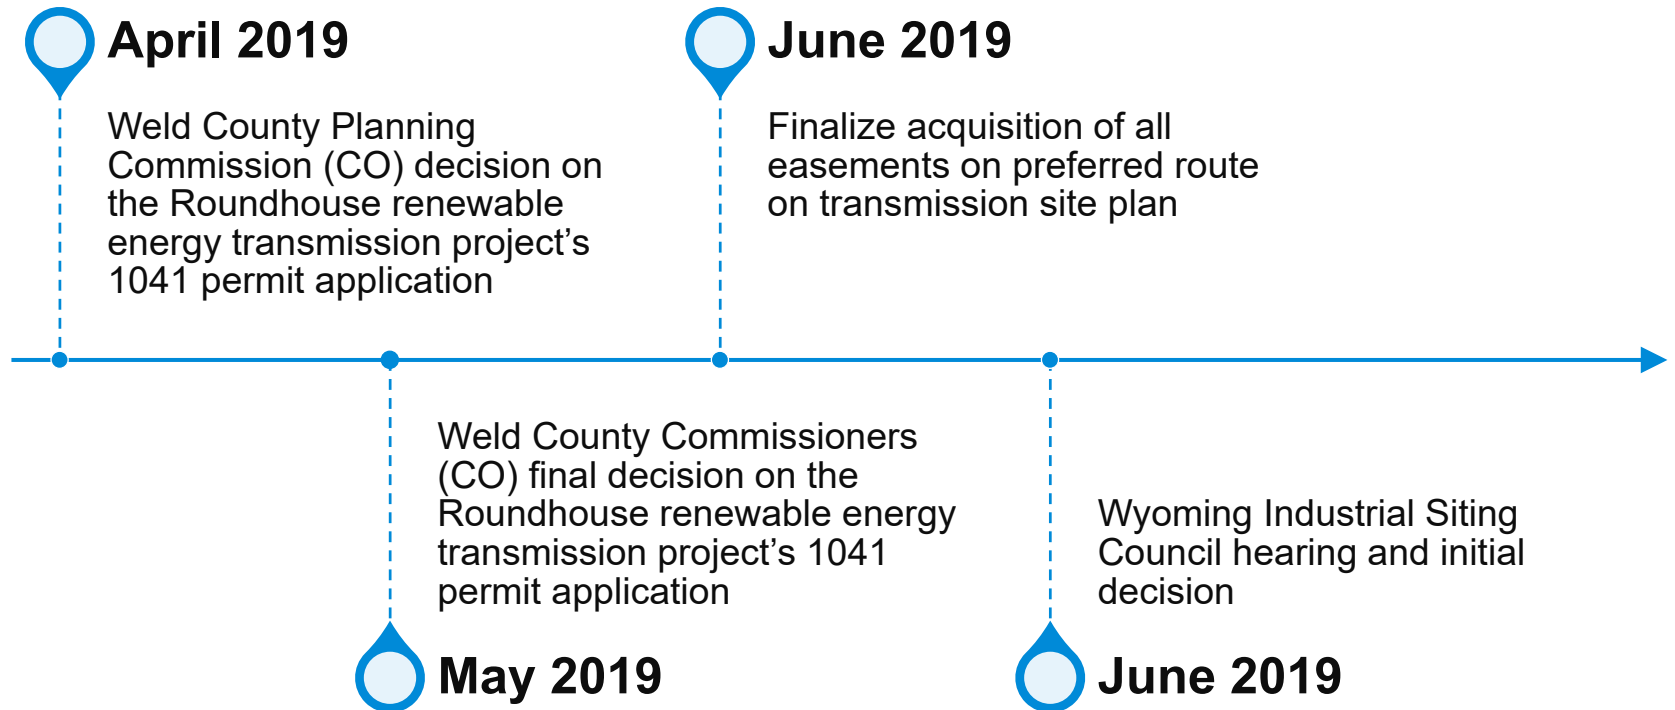 April 2019
Weld County Planning
Commission (CO) decision on
the Roundhouse renewable
energy transmission project’s
1041 permit application
May 2019
Weld County Commissioners
(CO) final decision on the
Roundhouse renewable energy
transmission project’s 1041
permit application
June 2019
Finalize acquisition of all
easements on preferred route
on transmission site plan
June 2019
Wyoming Industrial Siting
Council hearing and initial
decision